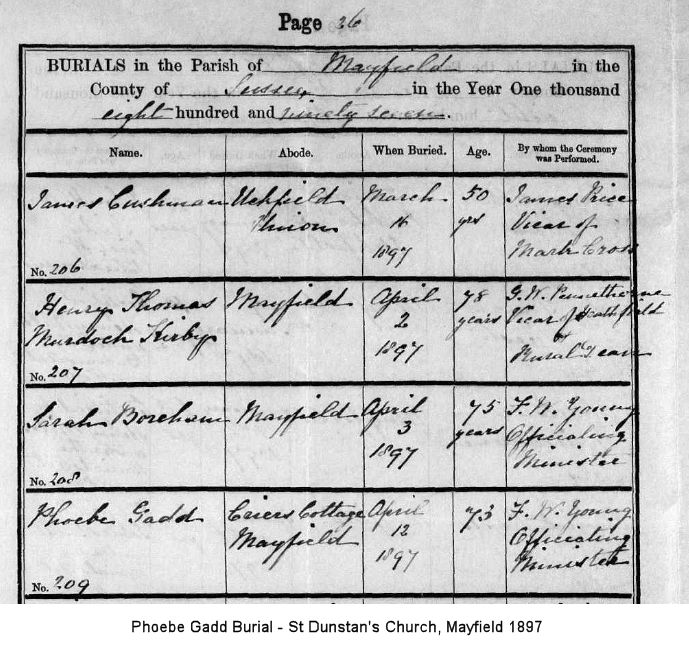 Page 26
BURIALS in the Parish of Mayfield in the
County of Sussex in the Year One thousand
eight hundred and ninety seven.
Name. Abode. When Buried. Age. By whom the Ceremony was Performed.
James Cushman
No. 206
Uckfield
Union
March
16
1897
50
yrs
James Price
Vicar of
Mark Cross
Henry Thomas
Murdoch Kirby
No. 207
Mayfield
April
2
1897
78
years
G. W. Pennethorne
Vicar of Heathfield
Rural Dean
Sarah Boreham
No. 208
Mayfield
April
3
1897
75
years
F. W. Young
Officiating
Minister
Phoebe Gadd
No. 209
Criers Cottage
Mayfield
April
12
1897
73
F. W. Young
Officiating
Minister
Phoebe Gadd Burial - St Dunstan's Church, Mayfield 1897